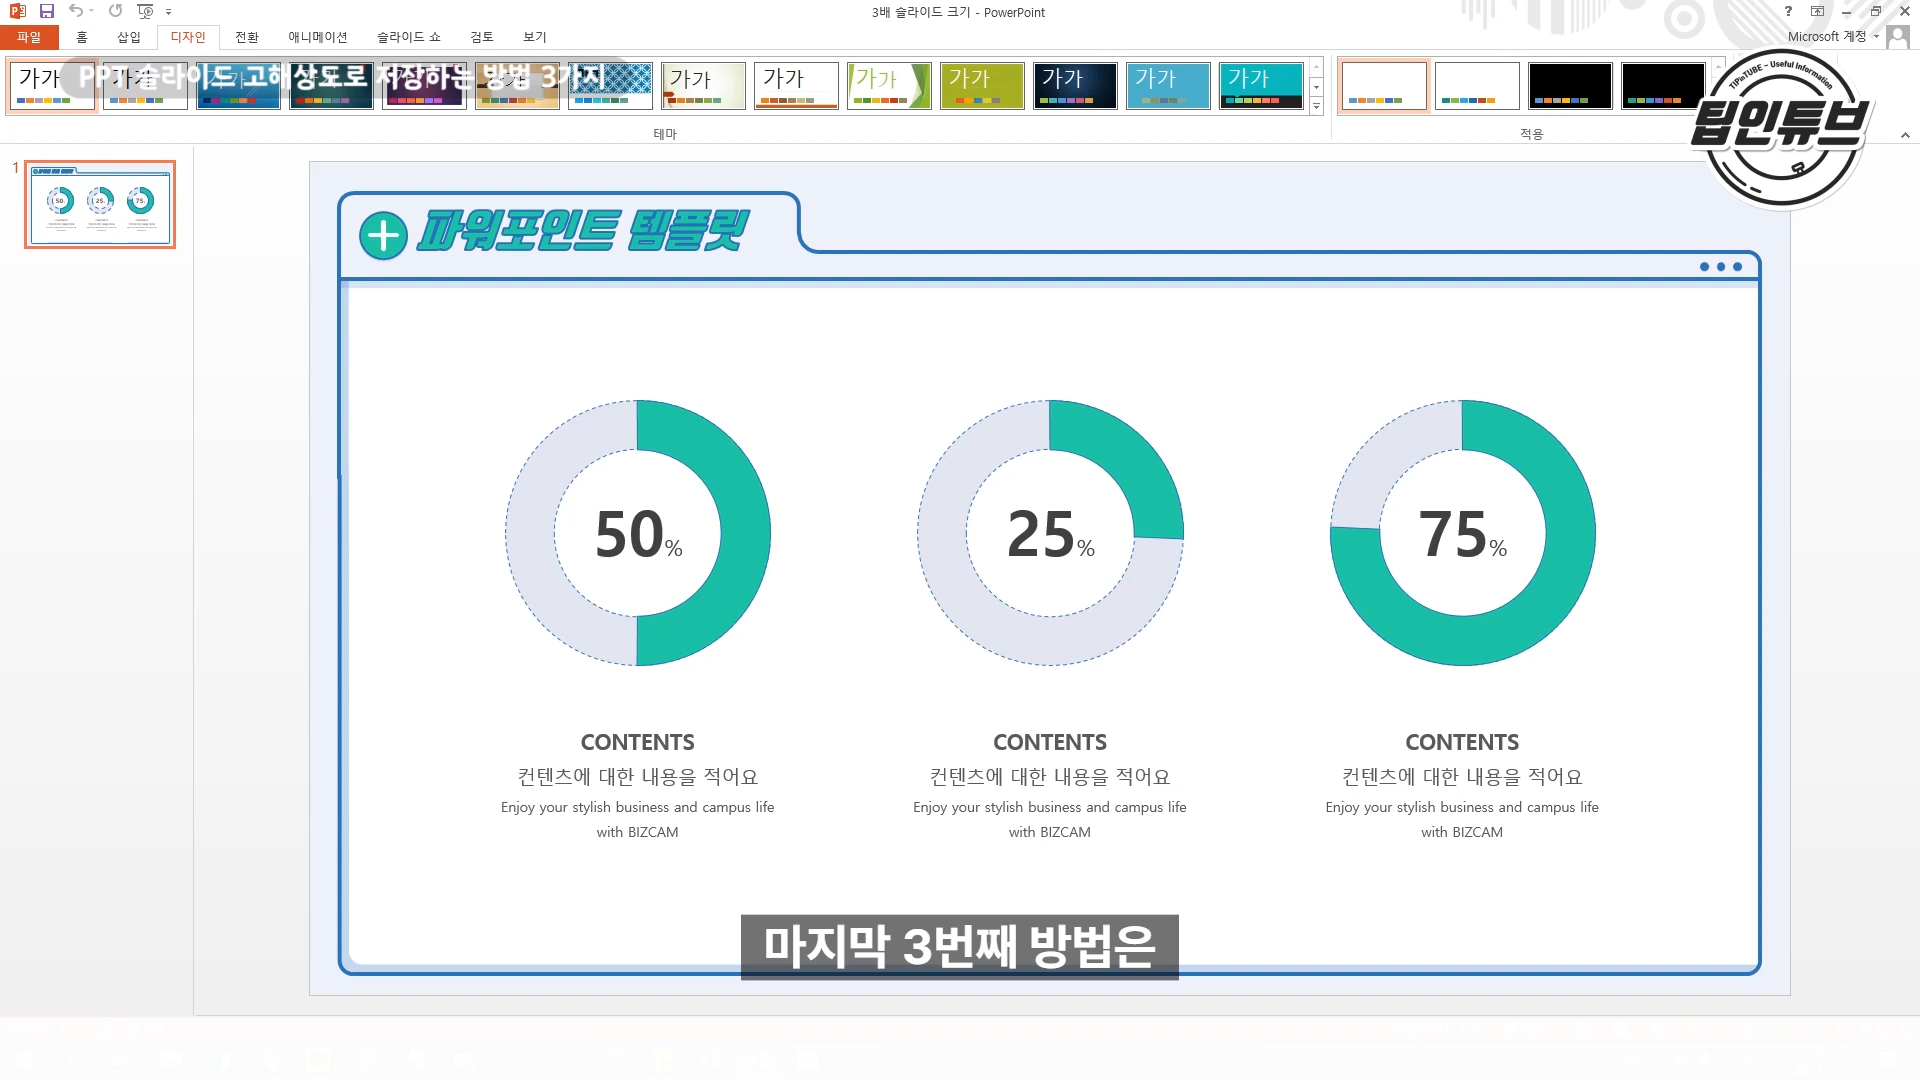 3배 슬라이드 크기 - PowerPoint
파일 홈 삽입 디자인 전환 애니메이션 슬라이드 쇼 검토 보기
Microsoft 계정
PPT 슬라이드 고해상도로 저장하는 방법 3가지
가가 가가 가가 가가 가가 가가 가가 가가 가가
테마
적용
TIPinTUBE - Useful Information
팁인튜브
1
파워포인트 템플릿
50%
25%
75%
CONTENTS
컨텐츠에 대한 내용을 적어요
Enjoy your stylish business and campus life
with BIZCAM
CONTENTS
컨텐츠에 대한 내용을 적어요
Enjoy your stylish business and campus life
with BIZCAM
CONTENTS
컨텐츠에 대한 내용을 적어요
Enjoy your stylish business and campus life
with BIZCAM
마지막 3번째 방법은